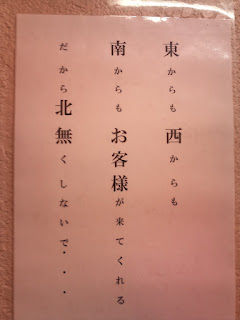 東からも西からも
南からもお客様が来てくれる
だから北無くしないで・・・